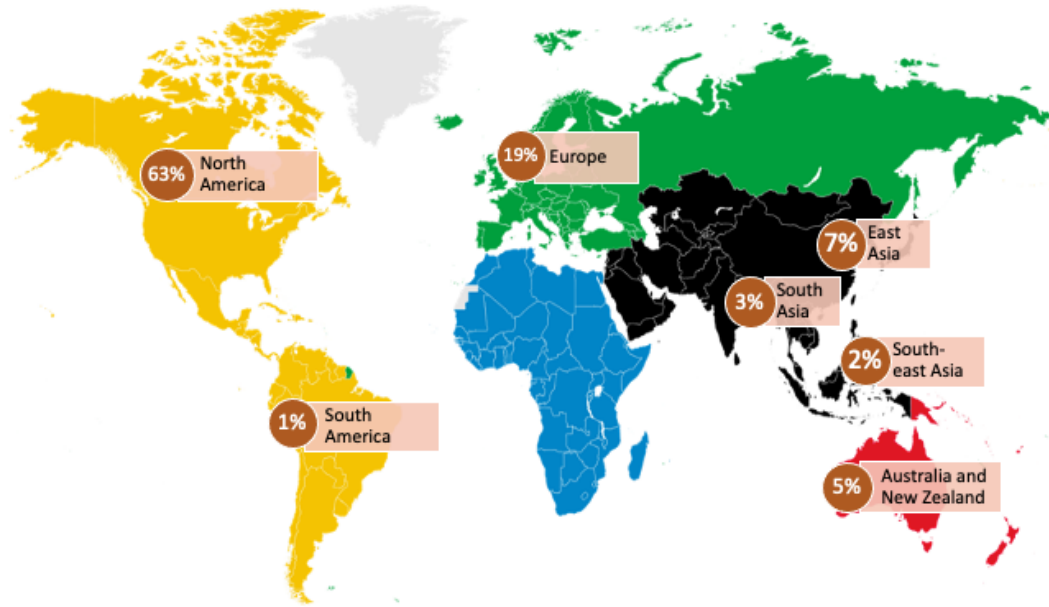 63%
North
America
19%
Europe
7%
East
Asia
3%
South
Asia
2%
South-
east Asia
1%
South
America
5%
Australia and
New Zealand